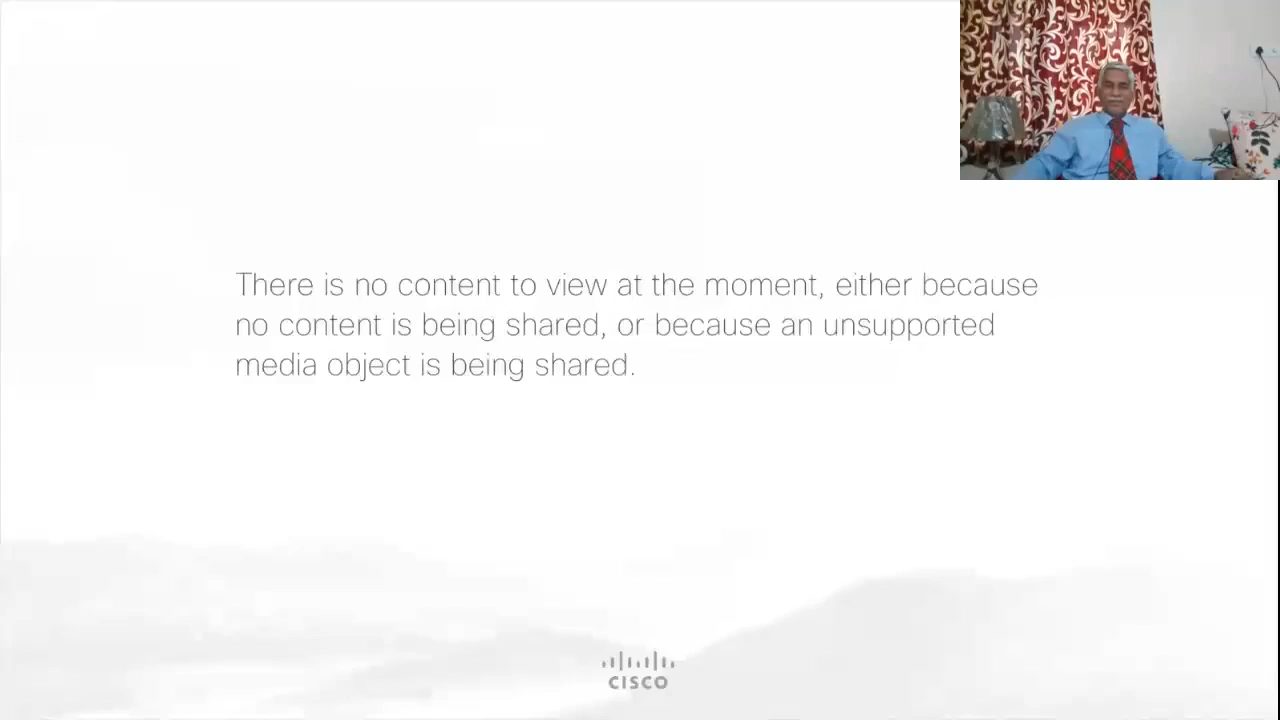 There is no content to view at the moment, either because
no content is being shared, or because an unsupported
media object is being shared.
CISCO